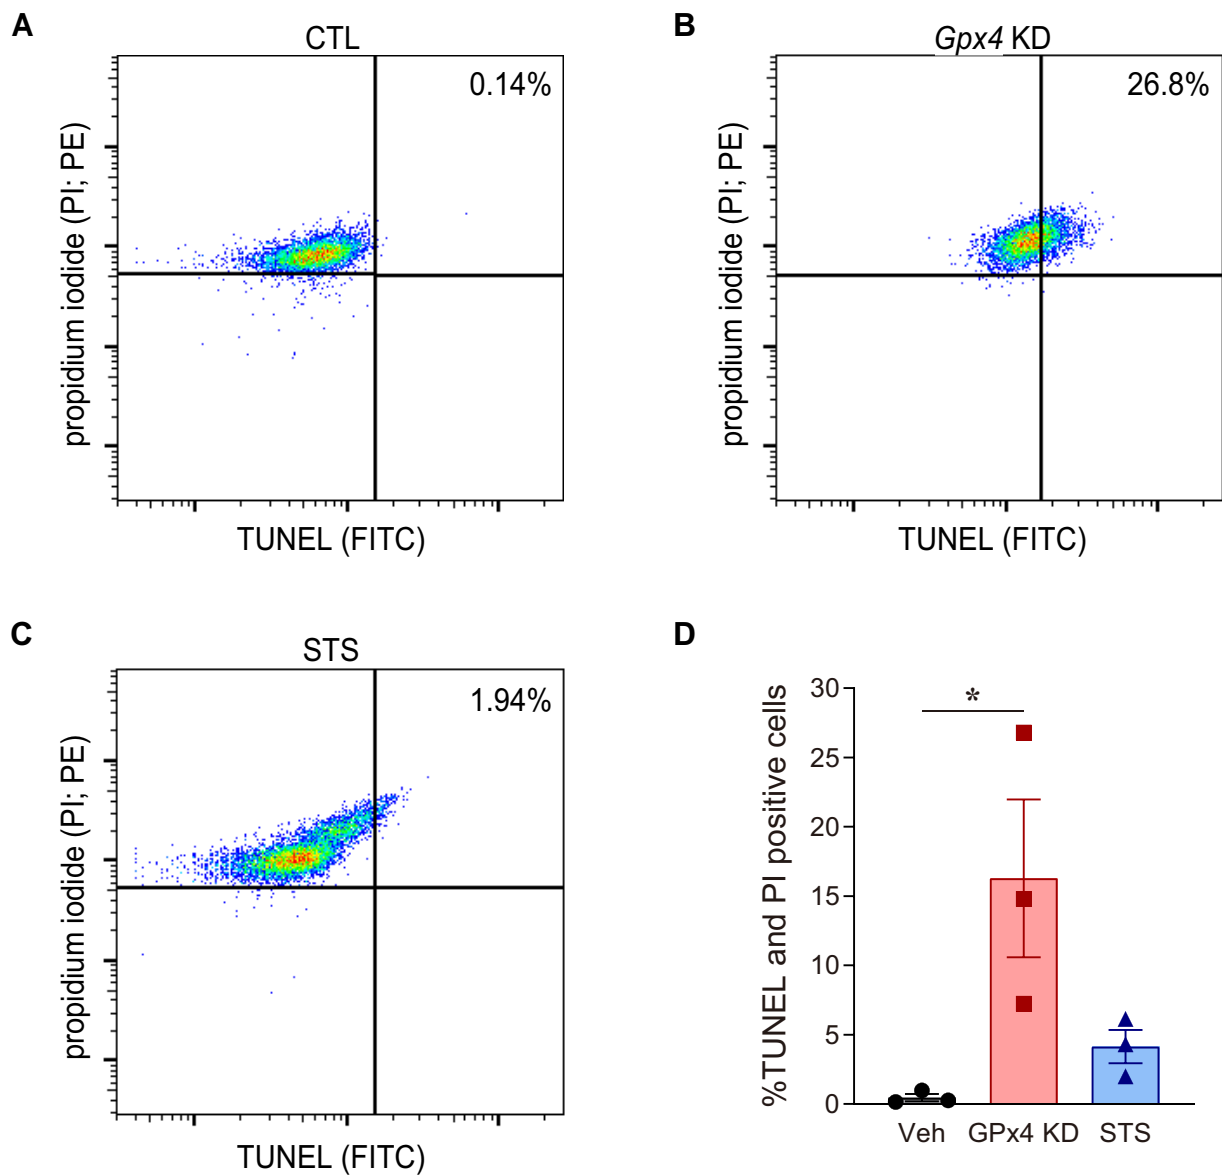 A
CTL
0.14%
propidium iodide (PI; PE)
TUNEL (FITC)
B
Gpx4 KD
26.8%
propidium iodide (PI; PE)
TUNEL (FITC)
C
STS
1.94%
propidium iodide (PI; PE)
TUNEL (FITC)
D
%TUNEL and PI positive cells
30
25
20
15
10
5
0
*
Veh GPx4 KD STS